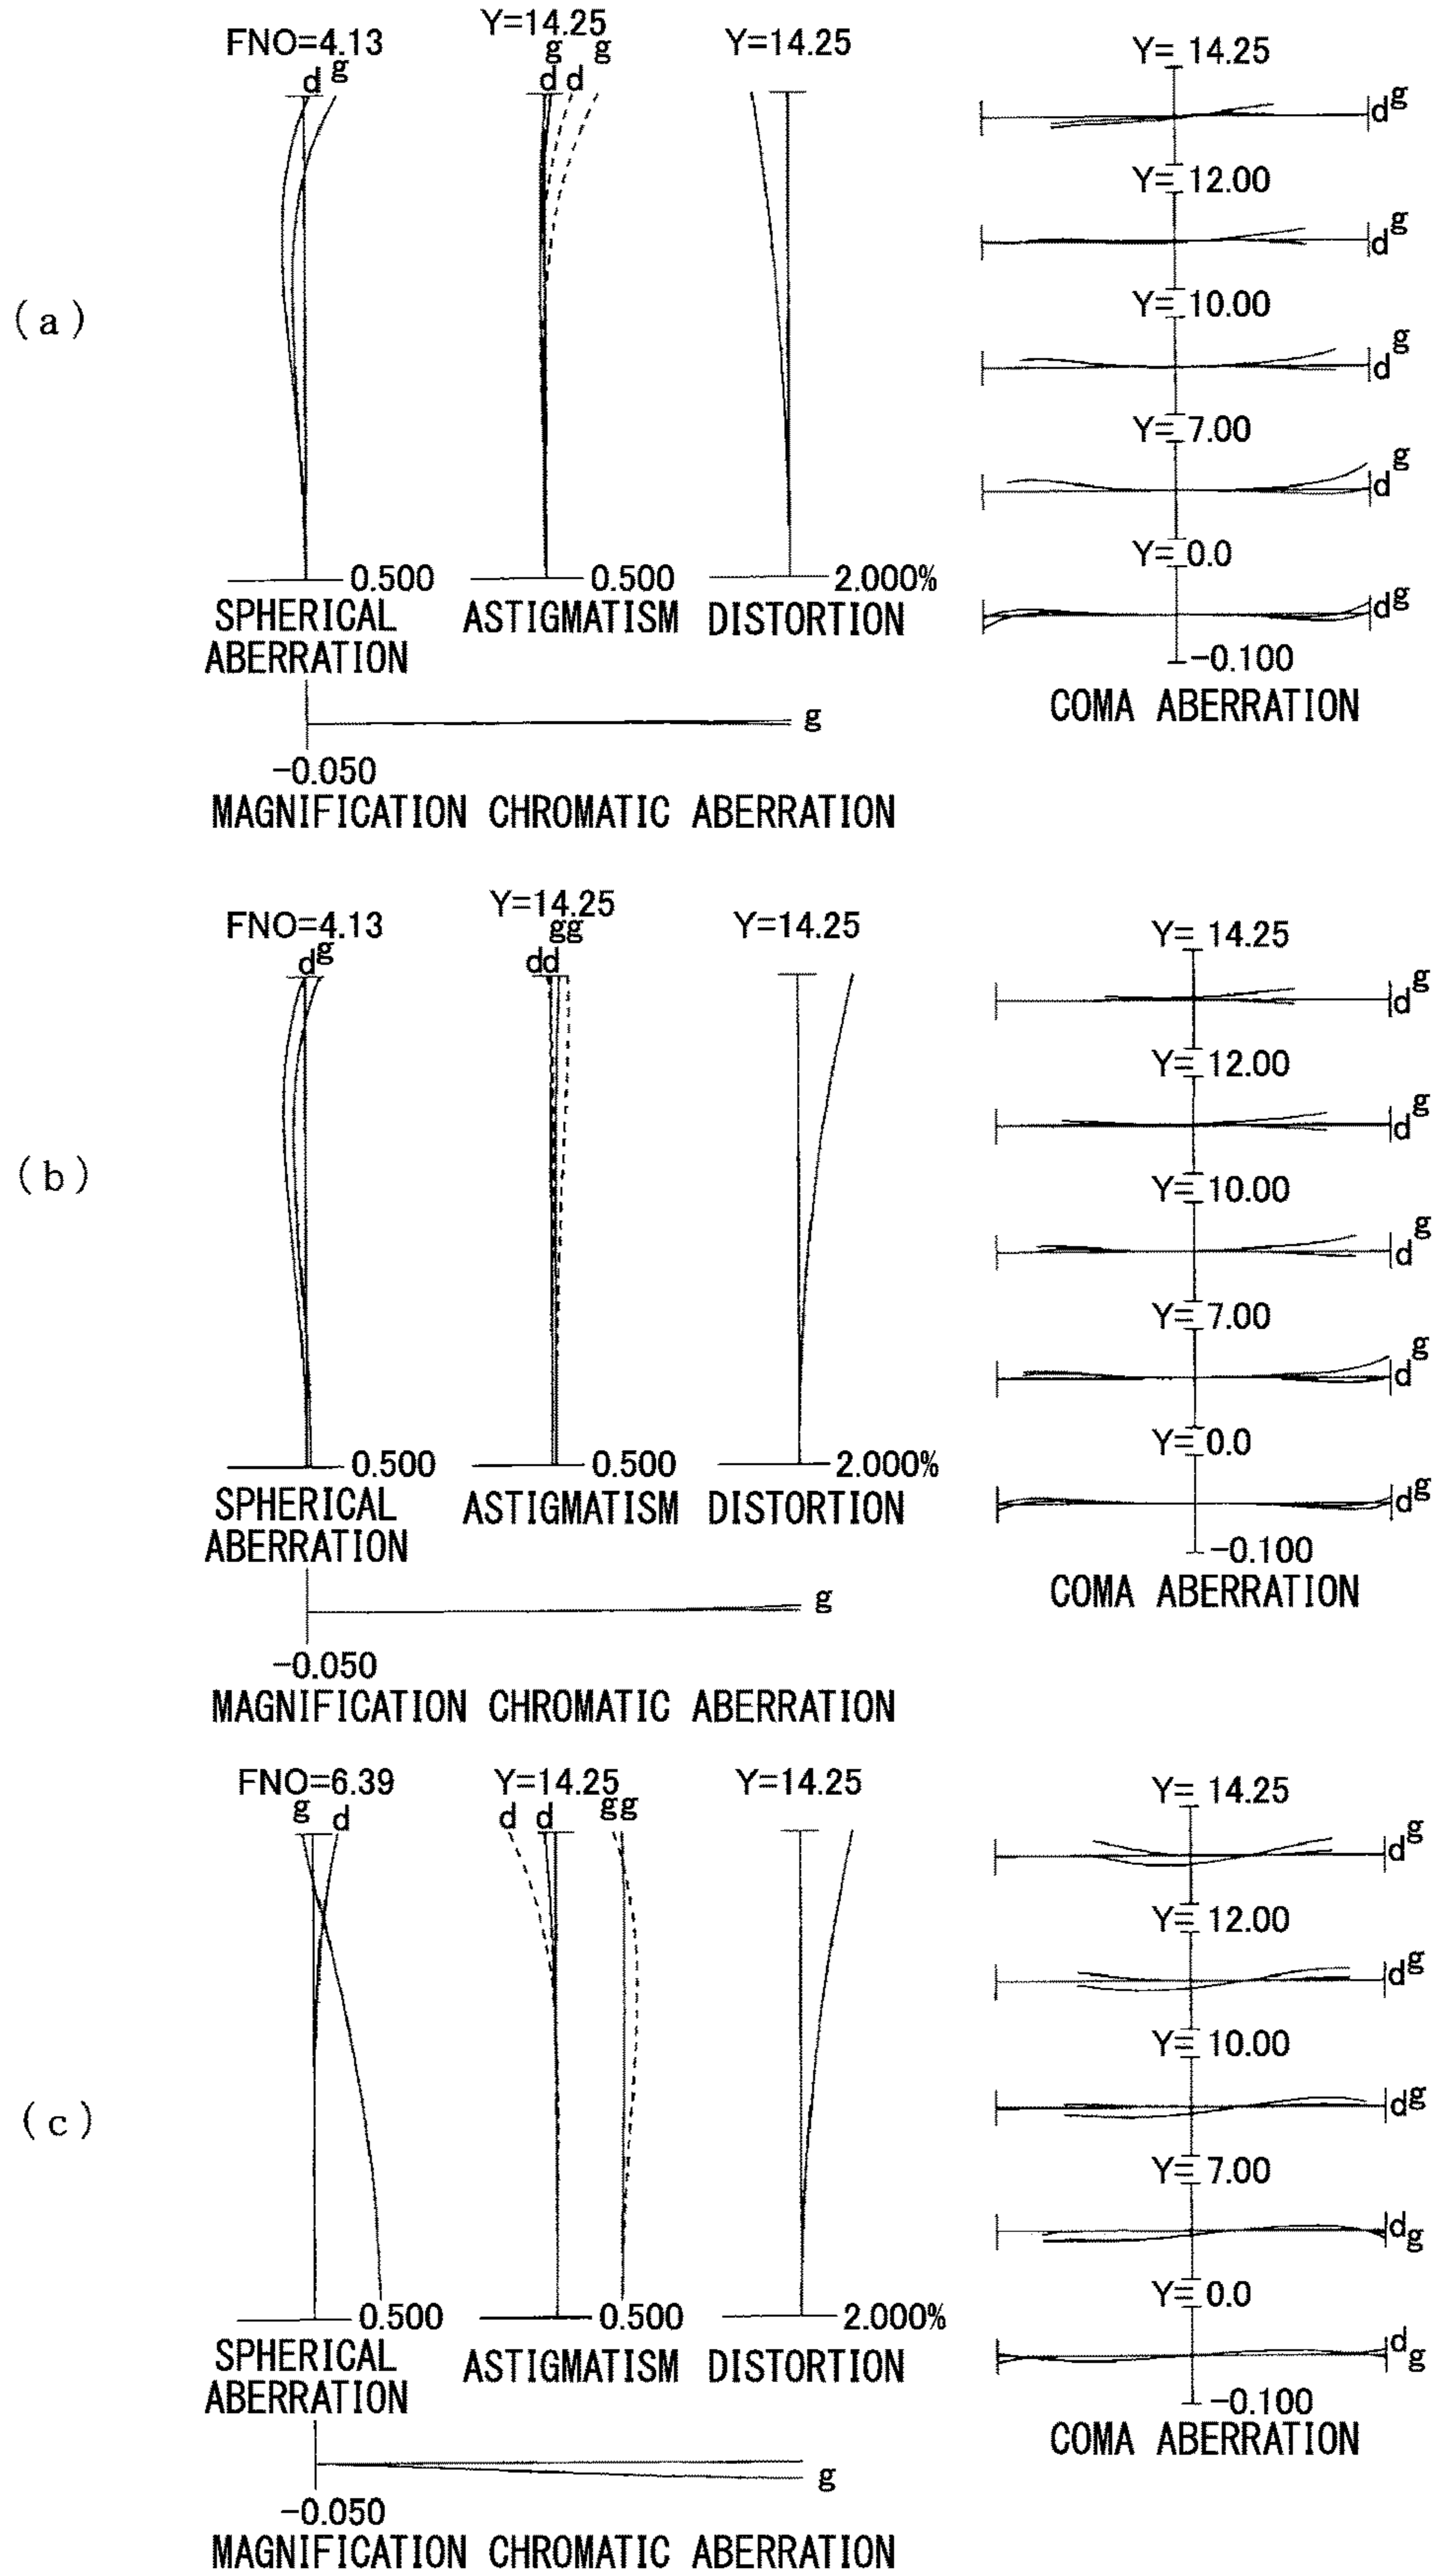 (a)
FNO=4.13
d g
Y=14.25
g g
d d
Y=14.25
0.500
SPHERICAL
ABERRATION
0.500
ASTIGMATISM
2.000%
DISTORTION
Y= 14.25
d g
Y= 12.00
d g
Y= 10.00
d g
Y= 7.00
d g
Y= 0.0
d g
-0.100
COMA ABERRATION
g
-0.050
MAGNIFICATION CHROMATIC ABERRATION
(b)
FNO=4.13
d g
Y=14.25
gg
dd
Y=14.25
0.500
SPHERICAL
ABERRATION
0.500
ASTIGMATISM
2.000%
DISTORTION
Y= 14.25
d g
Y= 12.00
d g
Y= 10.00
d g
Y= 7.00
d g
Y= 0.0
d g
-0.100
COMA ABERRATION
g
-0.050
MAGNIFICATION CHROMATIC ABERRATION
(c)
FNO=6.39
g d
Y=14.25
d d gg
Y=14.25
0.500
SPHERICAL
ABERRATION
0.500
ASTIGMATISM
2.000%
DISTORTION
Y= 14.25
d g
Y= 12.00
d g
Y= 10.00
d g
Y= 7.00
d g
Y= 0.0
d g
-0.100
COMA ABERRATION
g
-0.050
MAGNIFICATION CHROMATIC ABERRATION